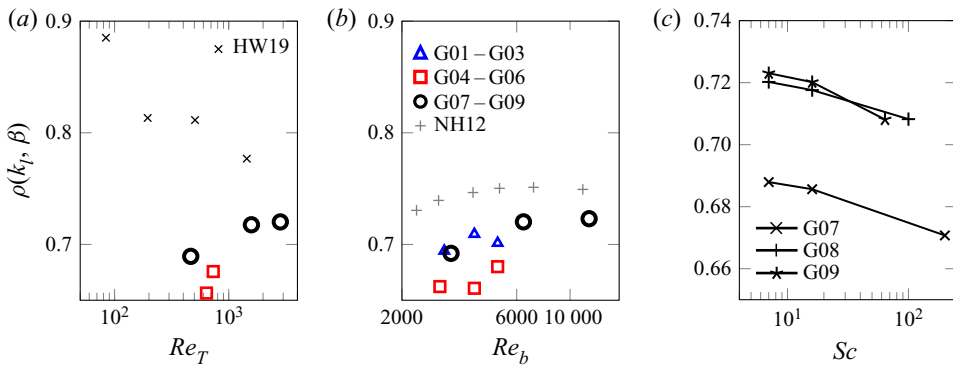 (a)
0.9
0.8
0.7
ρ(k_l, β)
HW19
10² 10³
Re_T
(b)
0.9
0.8
0.7
G01 – G03
G04 – G06
G07 – G09
NH12
2000 6000 10 000
Re_b
(c)
0.74
0.72
0.70
0.68
0.66
G07
G08
G09
10¹ 10²
Sc